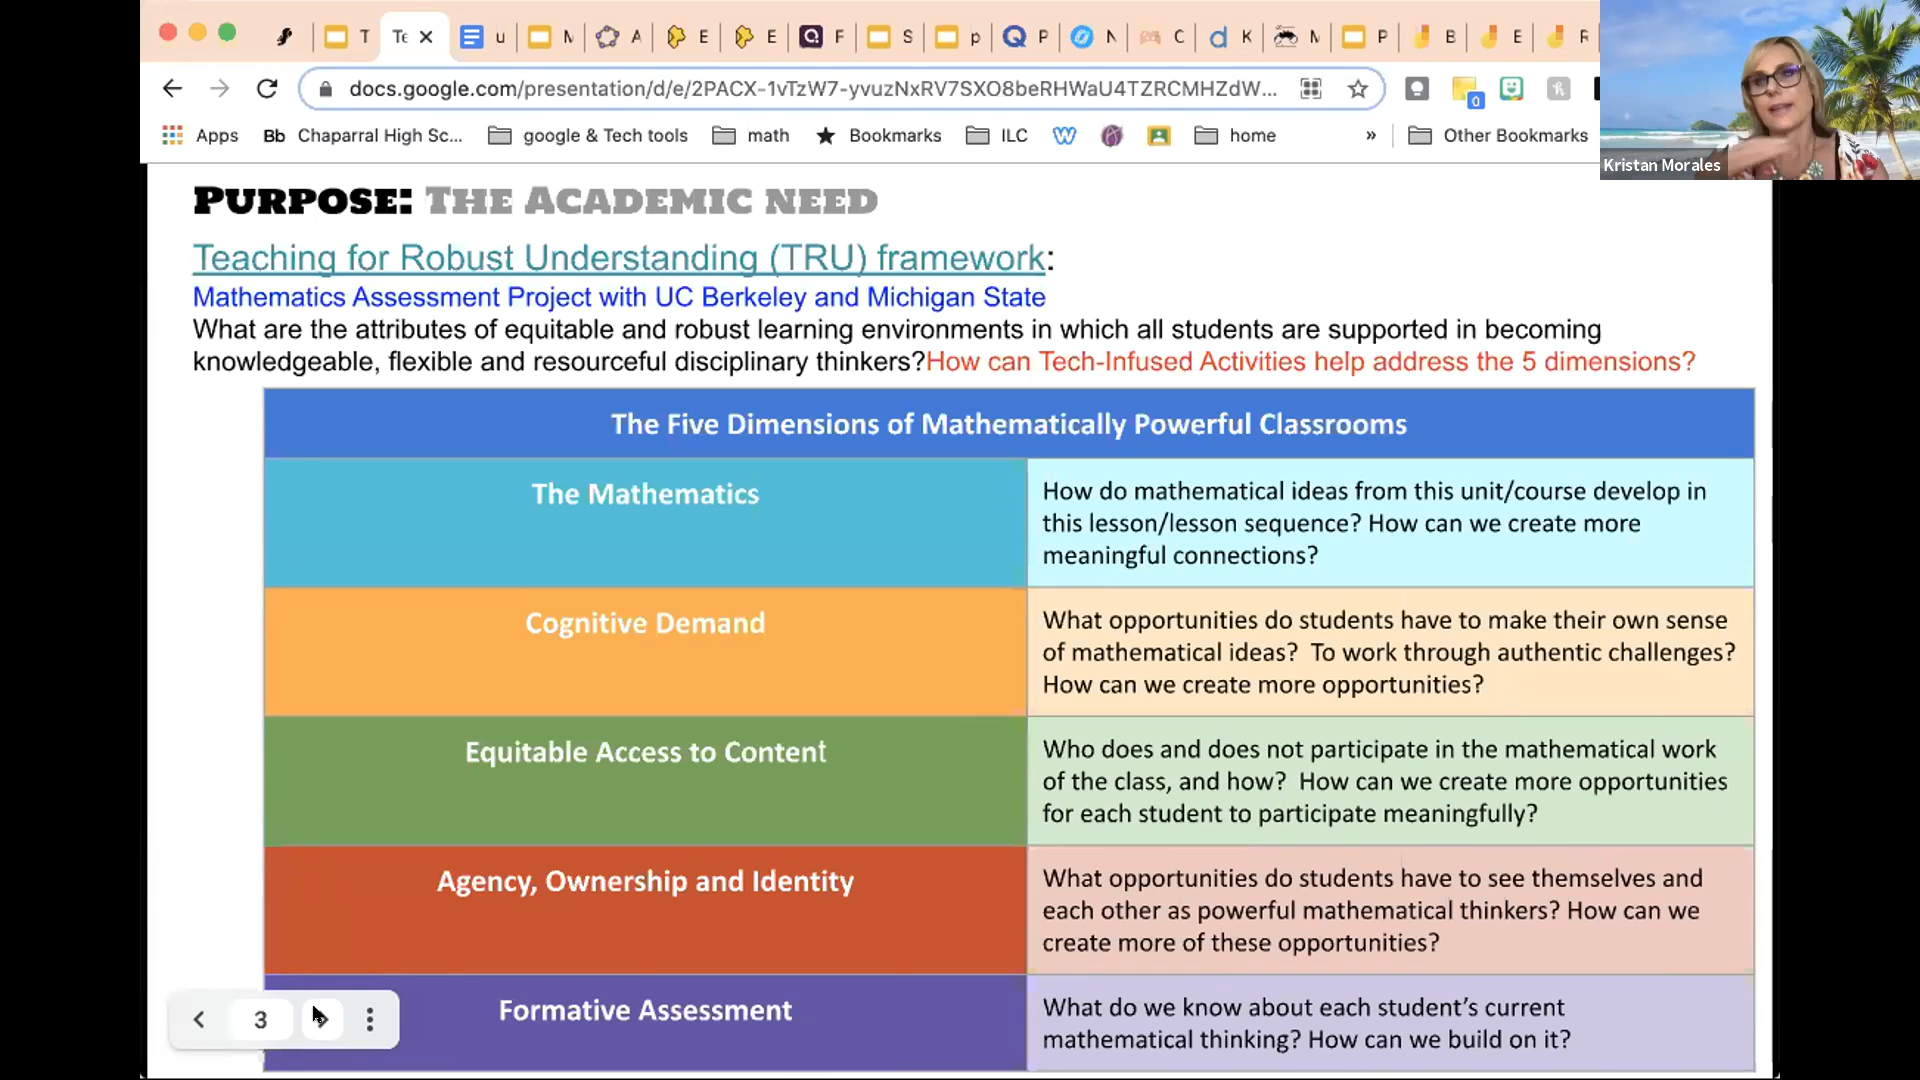 T
Te
u
M
A
E
E
F
S
p
P
N
C
K
M
P
B
E
docs.google.com/presentation/d/e/2PACX-1vTzW7-yvuzNxRV7SXO8beRHWaU4TZRCMHZdW...
0
Apps
Bb Chaparral High Sc...
google & Tech tools
math
Bookmarks
ILC
home
»
Other Bookmarks
Kristan Morales
Purpose: The Academic need
Teaching for Robust Understanding (TRU) framework:
Mathematics Assessment Project with UC Berkeley and Michigan State
What are the attributes of equitable and robust learning environments in which all students are supported in becoming
knowledgeable, flexible and resourceful disciplinary thinkers?How can Tech-Infused Activities help address the 5 dimensions?
The Five Dimensions of Mathematically Powerful Classrooms
The Mathematics
How do mathematical ideas from this unit/course develop in
this lesson/lesson sequence? How can we create more
meaningful connections?
Cognitive Demand
What opportunities do students have to make their own sense
of mathematical ideas? To work through authentic challenges?
How can we create more opportunities?
Equitable Access to Content
Who does and does not participate in the mathematical work
of the class, and how? How can we create more opportunities
for each student to participate meaningfully?
Agency, Ownership and Identity
What opportunities do students have to see themselves and
each other as powerful mathematical thinkers? How can we
create more of these opportunities?
Formative Assessment
What do we know about each student's current
mathematical thinking? How can we build on it?
3